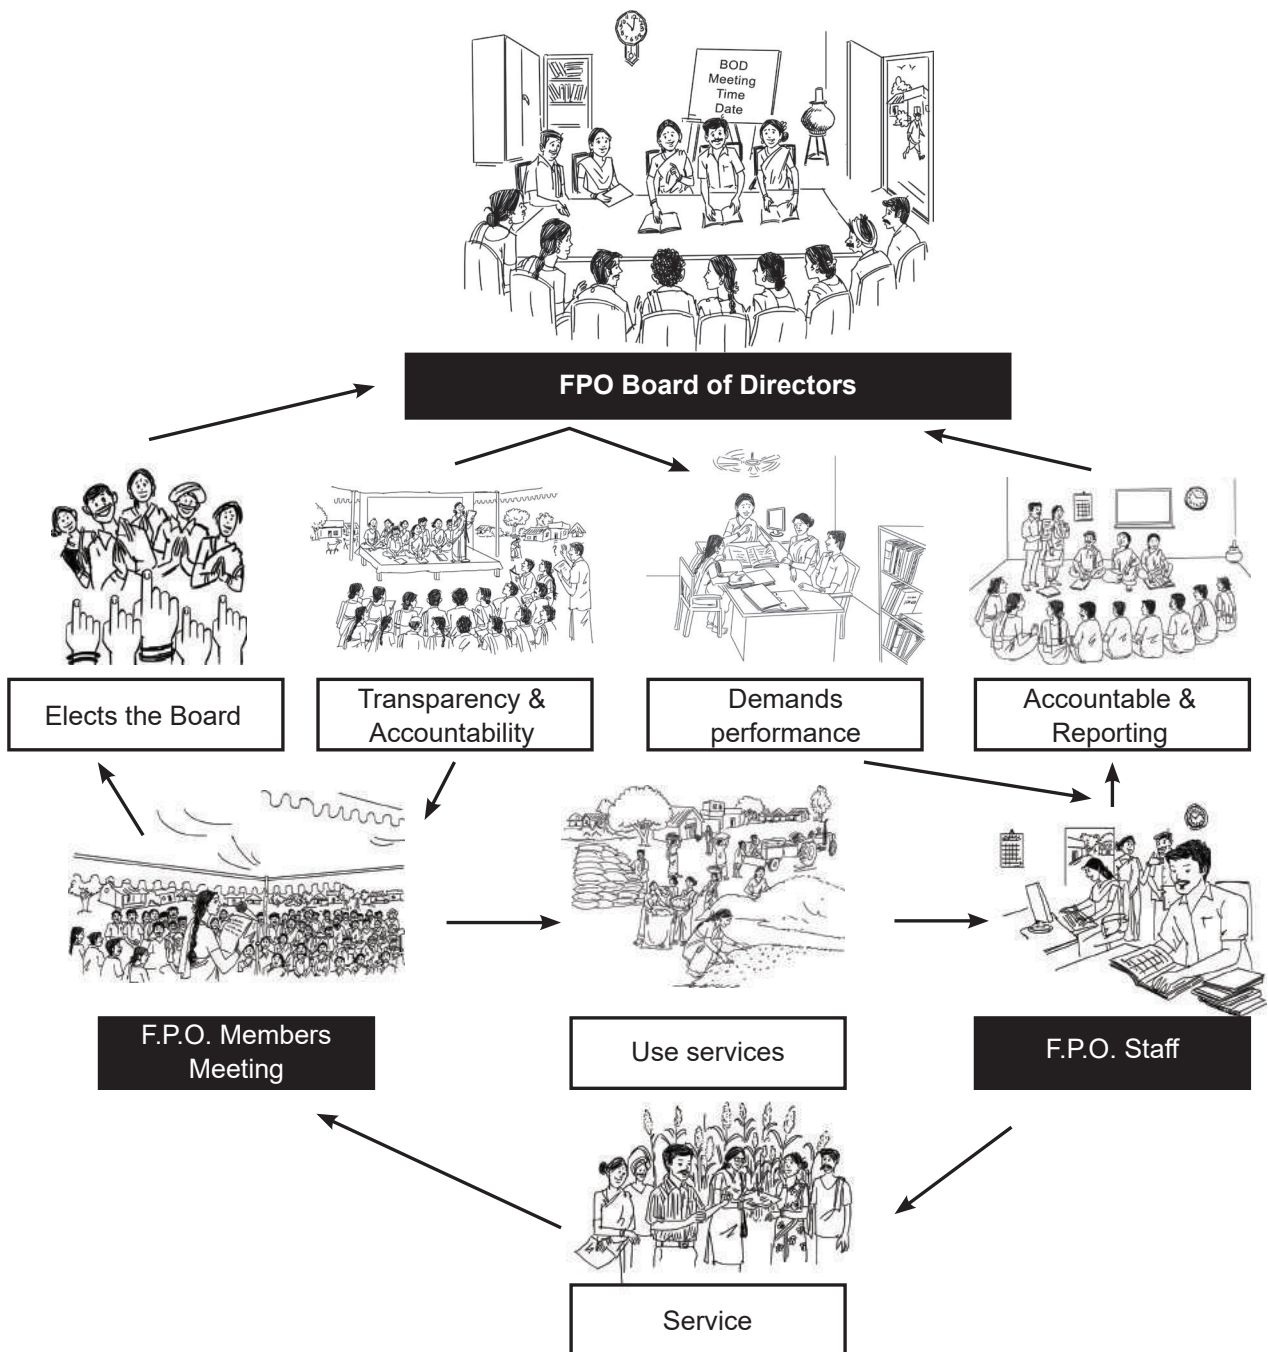 BOD
Meeting
Time
Date
FPO Board of Directors
Elects the Board
Transparency &
Accountability
Demands
performance
Accountable &
Reporting
F.P.O. Members
Meeting
Use services
F.P.O. Staff
Service